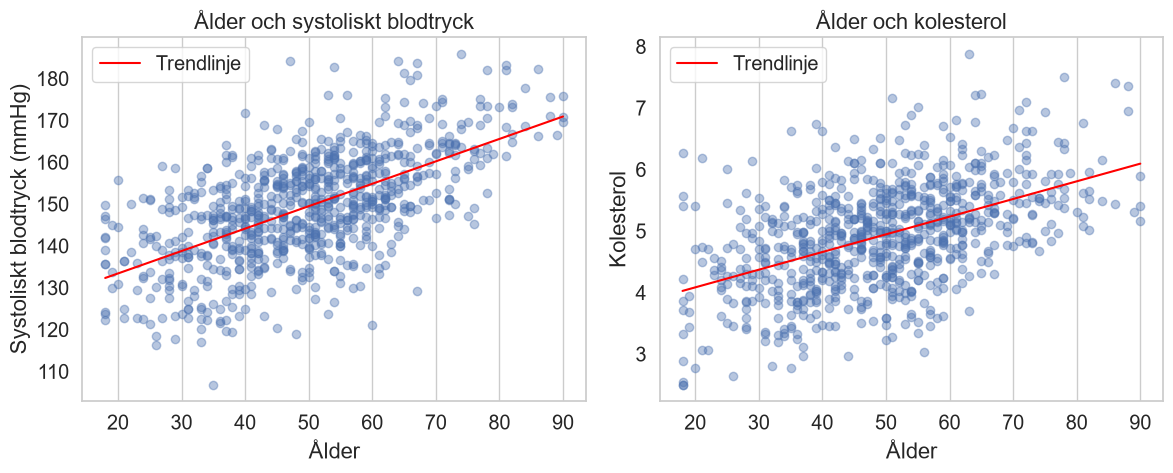 Ålder och systoliskt blodtryck
Trendlinje
Systoliskt blodtryck (mmHg)
180
170
160
150
140
130
120
110
20 30 40 50 60 70 80 90
Ålder
Ålder och kolesterol
Trendlinje
Kolesterol
8
7
6
5
4
3
20 30 40 50 60 70 80 90
Ålder